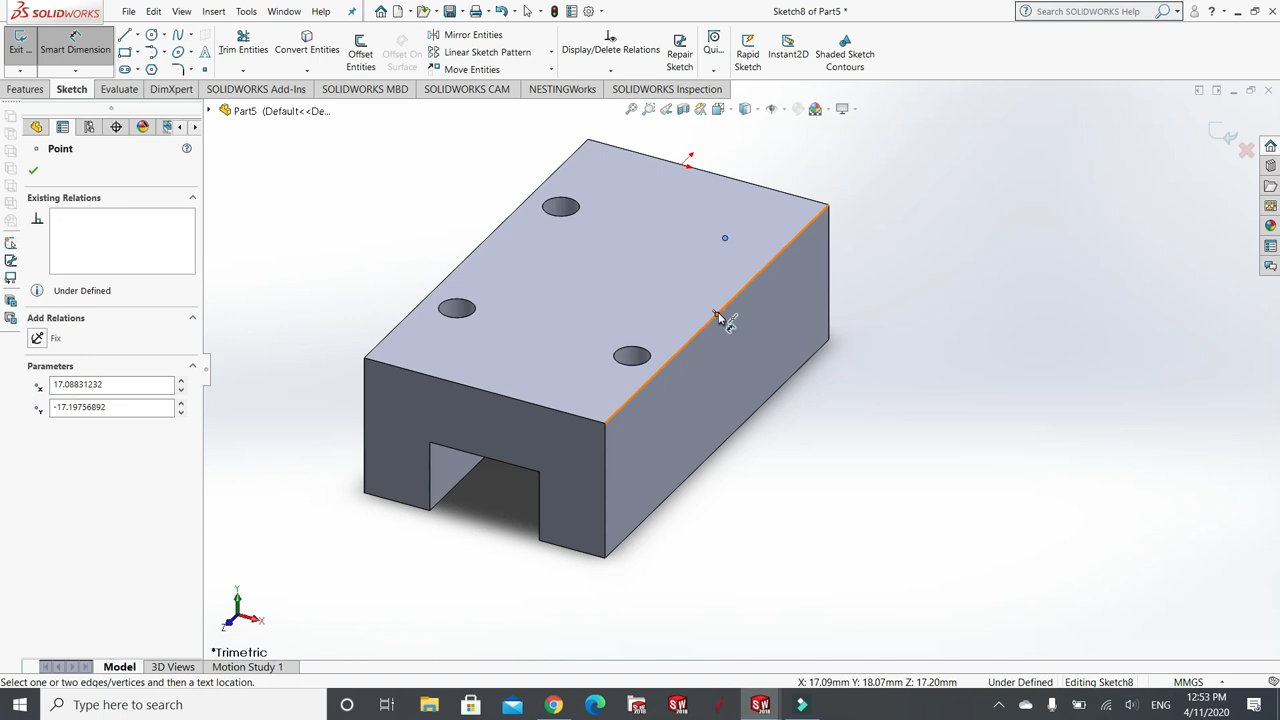 SOLIDWORKS
File Edit View Insert Tools Simulation Window Help
Sketch8 of Part5 *
Search SOLIDWORKS Help
Exit ...
Smart Dimension
Trim Entities
Convert Entities
Offset Entities
Offset On Surface
Mirror Entities
Linear Sketch Pattern
Move Entities
Display/Delete Relations
Repair Sketch
Qui...
Rapid Sketch
Instant2D
Shaded Sketch Contours
Features Sketch Evaluate DimXpert SOLIDWORKS Add-Ins SOLIDWORKS MBD SOLIDWORKS CAM NESTINGWorks SOLIDWORKS Inspection
Part5 (Default<<De...
Point
Existing Relations
Under Defined
Add Relations
Fix
Parameters
17.08831232
-17.19756892
Y
X
Z
*Trimetric
Model 3D Views Motion Study 1
Select one or two edges/vertices and then a text location.
X: 17.09mm Y: 18.07mm Z: 17.20mm Under Defined Editing Sketch8 MMGS
Type here to search
ENG
12:53 PM
4/11/2020